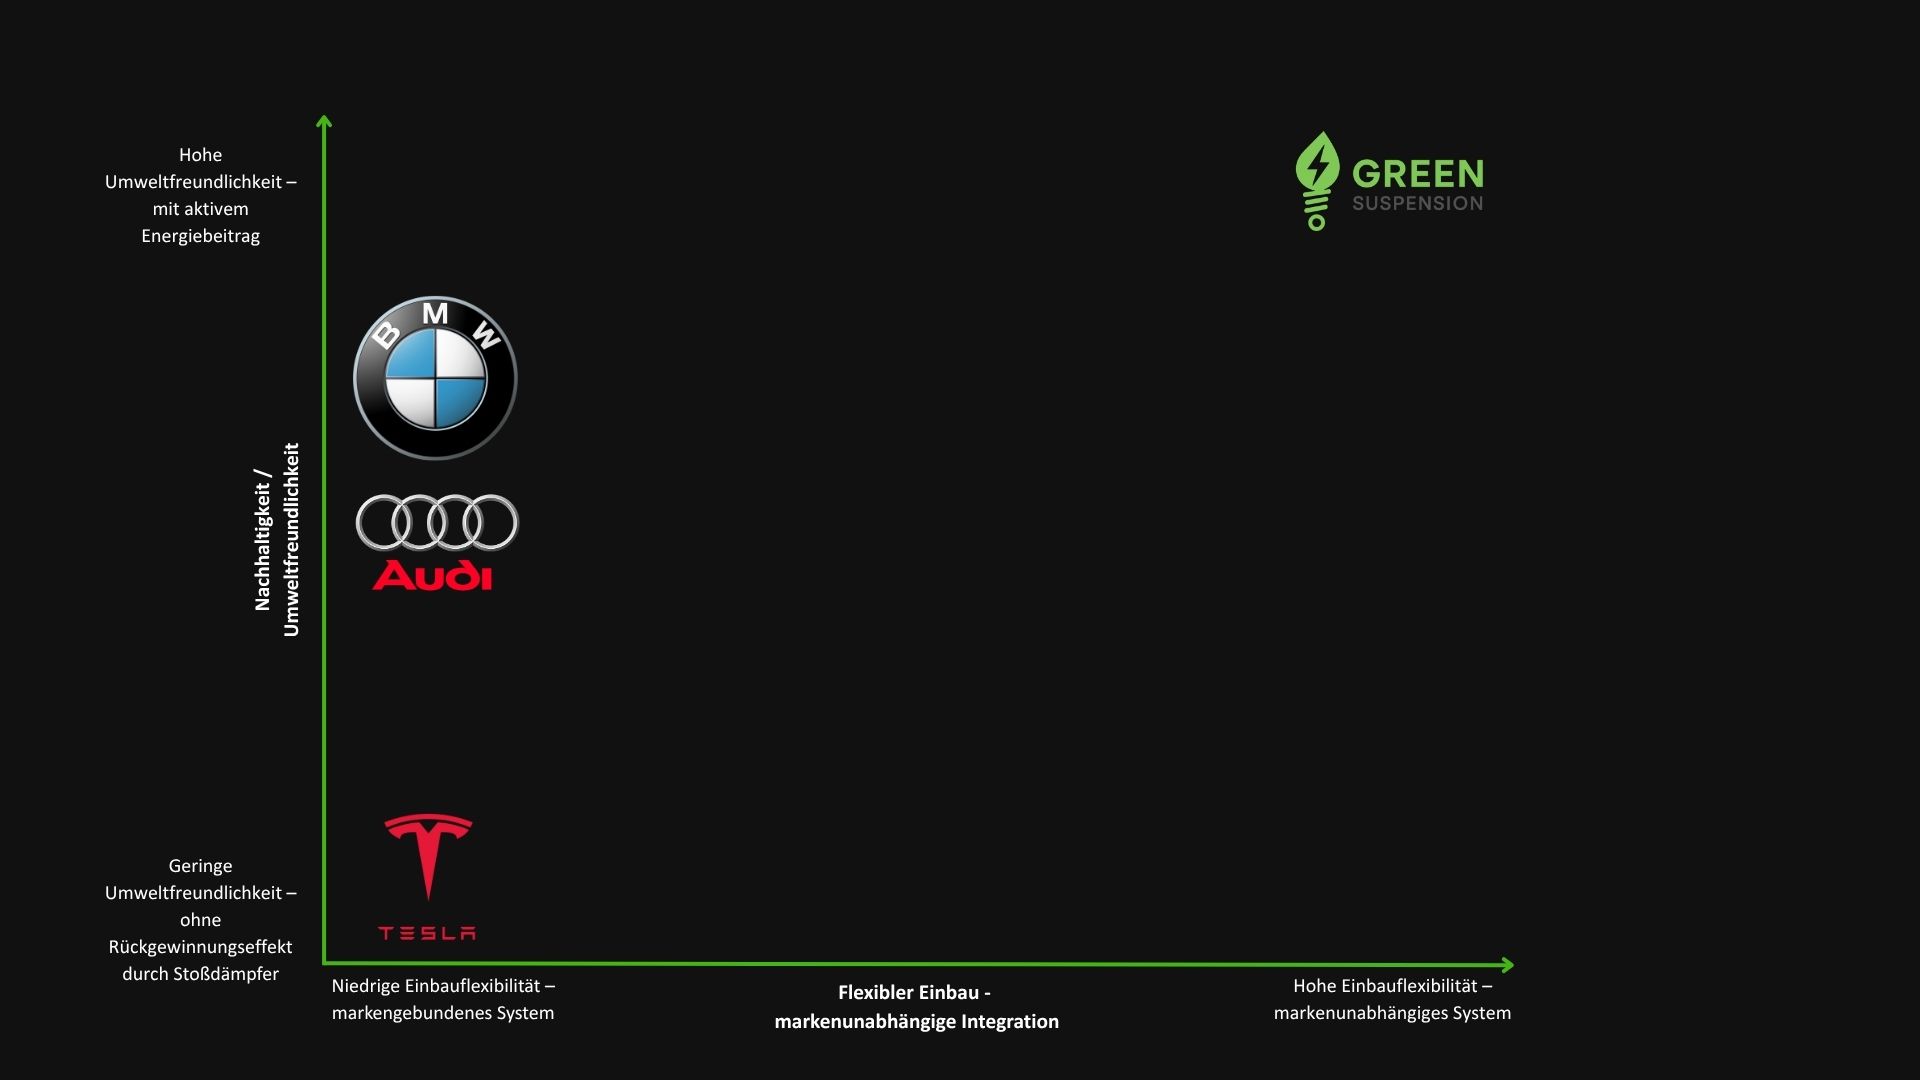 Hohe
Umweltfreundlichkeit –
mit aktivem
Energiebeitrag
GREEN
SUSPENSION
BMW
Nachhaltigkeit /
Umweltfreundlichkeit
Audi
TESLA
Geringe
Umweltfreundlichkeit –
ohne
Rückgewinnungseffekt
durch Stoßdämpfer
Niedrige Einbauflexibilität –
markengebundenes System
Flexibler Einbau -
markenunabhängige Integration
Hohe Einbauflexibilität –
markenunabhängiges System